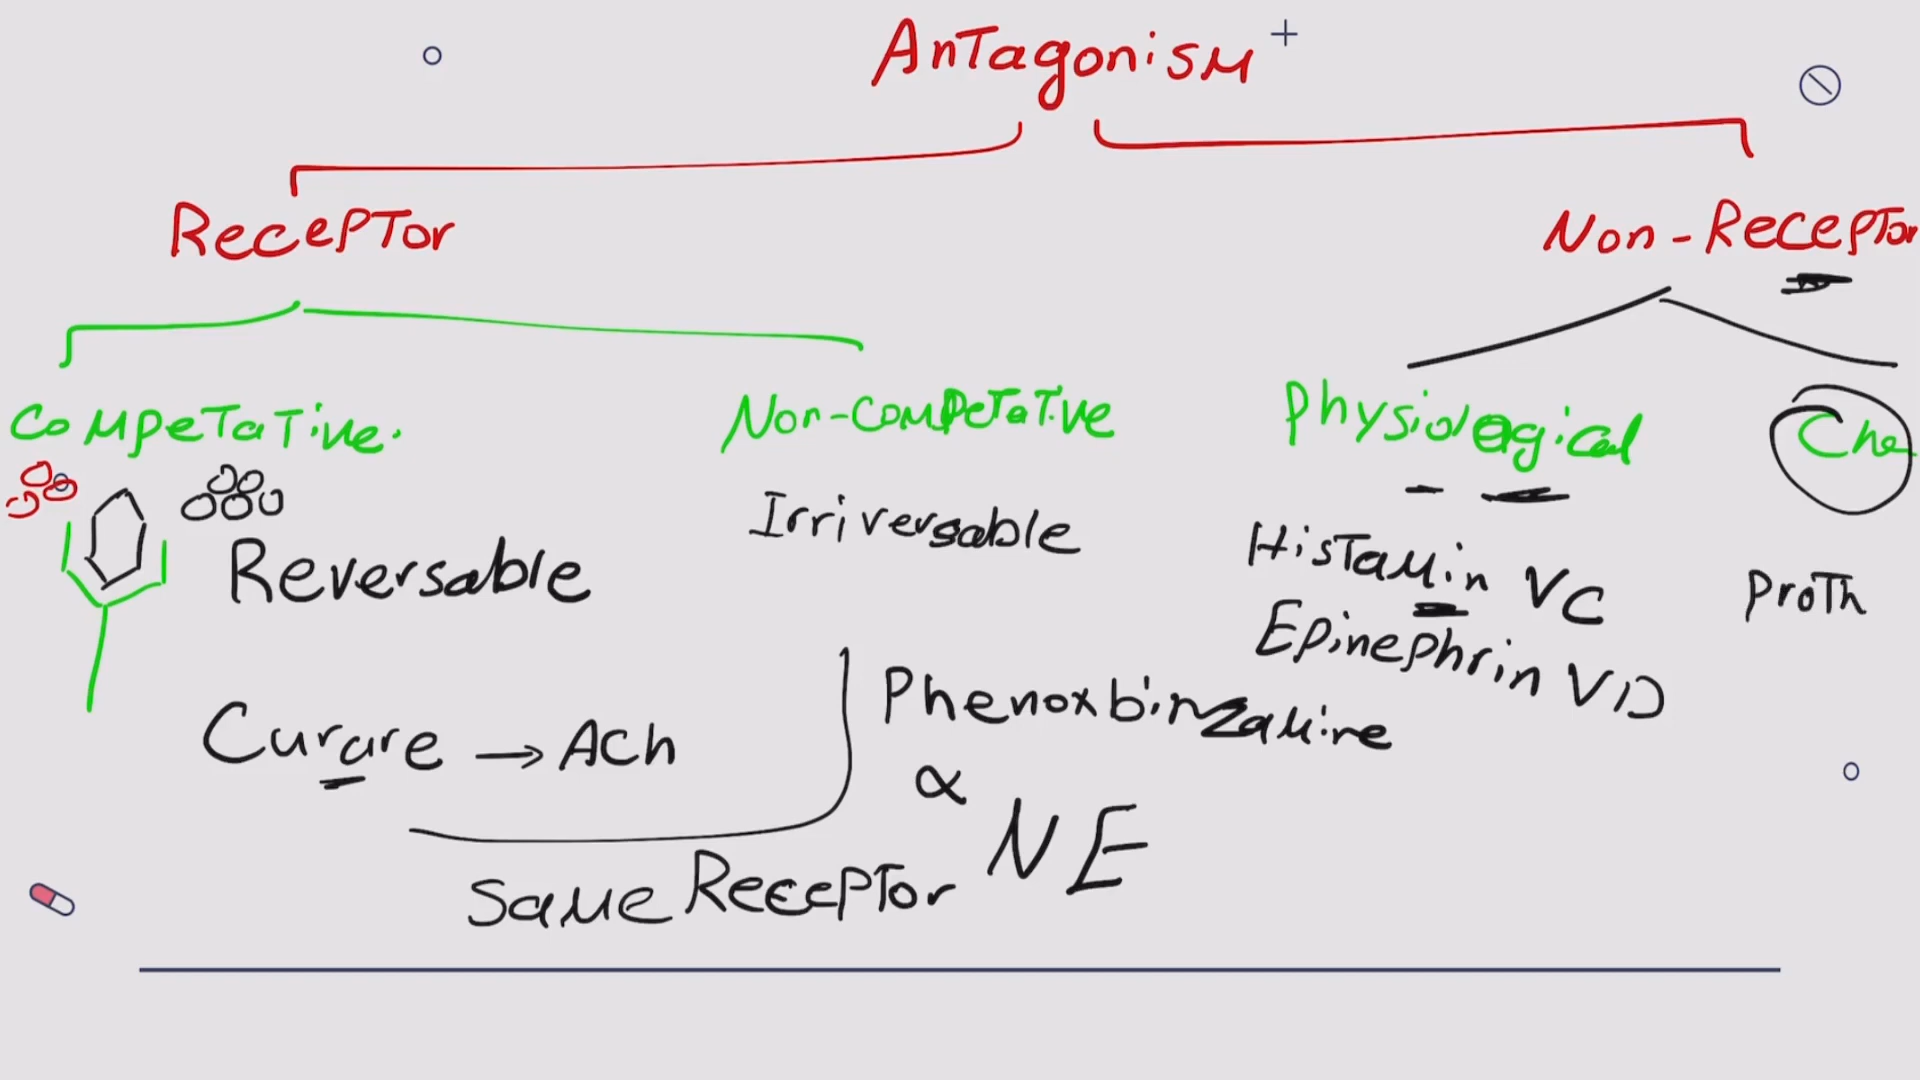 Antagonism
Receptor
Non-Receptor
Competative.
Non-Competative
Physiological
Che
Reversable
Irriversable
Histamin VC
Proth
Epinephrin VD
Curare → ACh
Phenoxbinzamine
α
NE
Same Receptor